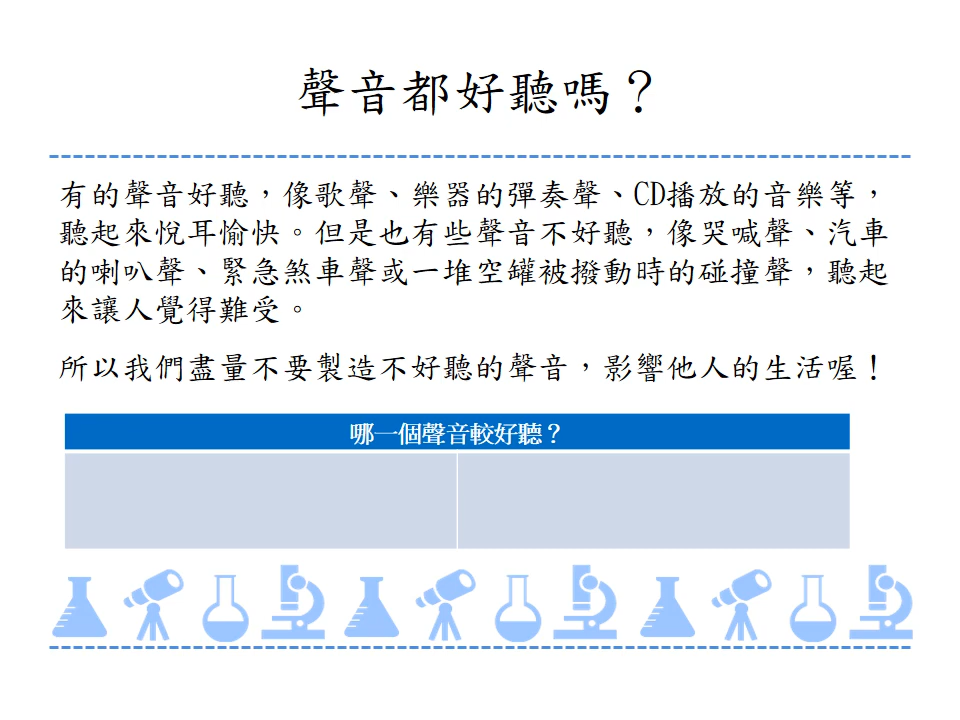 聲音都好聽嗎？
有的聲音好聽，像歌聲、樂器的彈奏聲、CD播放的音樂等，
聽起來悅耳愉快。但是也有些聲音不好聽，像哭喊聲、汽車
的喇叭聲、緊急煞車聲或一堆空罐被撥動時的碰撞聲，聽起
來讓人覺得難受。
所以我們盡量不要製造不好聽的聲音，影響他人的生活喔！
哪一個聲音較好聽？